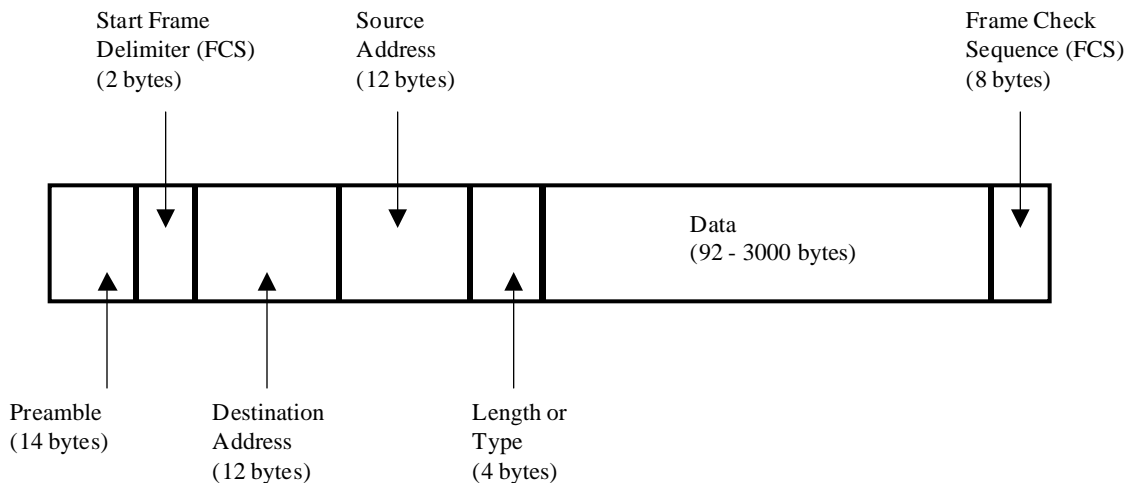 Start Frame
Delimiter (FCS)
(2 bytes)
Source
Address
(12 bytes)
Frame Check
Sequence (FCS)
(8 bytes)
Data
(92 - 3000 bytes)
Preamble
(14 bytes)
Destination
Address
(12 bytes)
Length or
Type
(4 bytes)